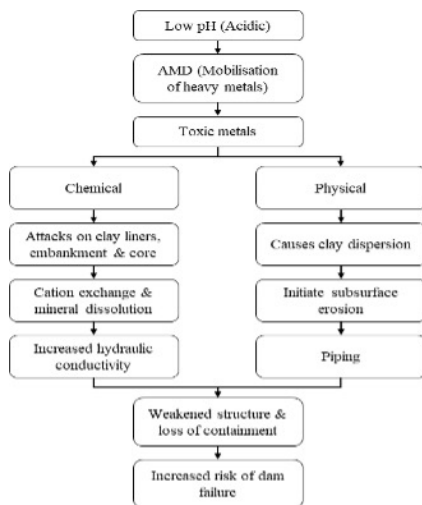 Low pH (Acidic)
AMD (Mobilisation
of heavy metals)
Toxic metals
Chemical
Physical
Attacks on clay liners,
embankment & core
Causes clay dispersion
Cation exchange &
mineral dissolution
Initiate subsurface
erosion
Increased hydraulic
conductivity
Piping
Weakened structure &
loss of containment
Increased risk of dam
failure